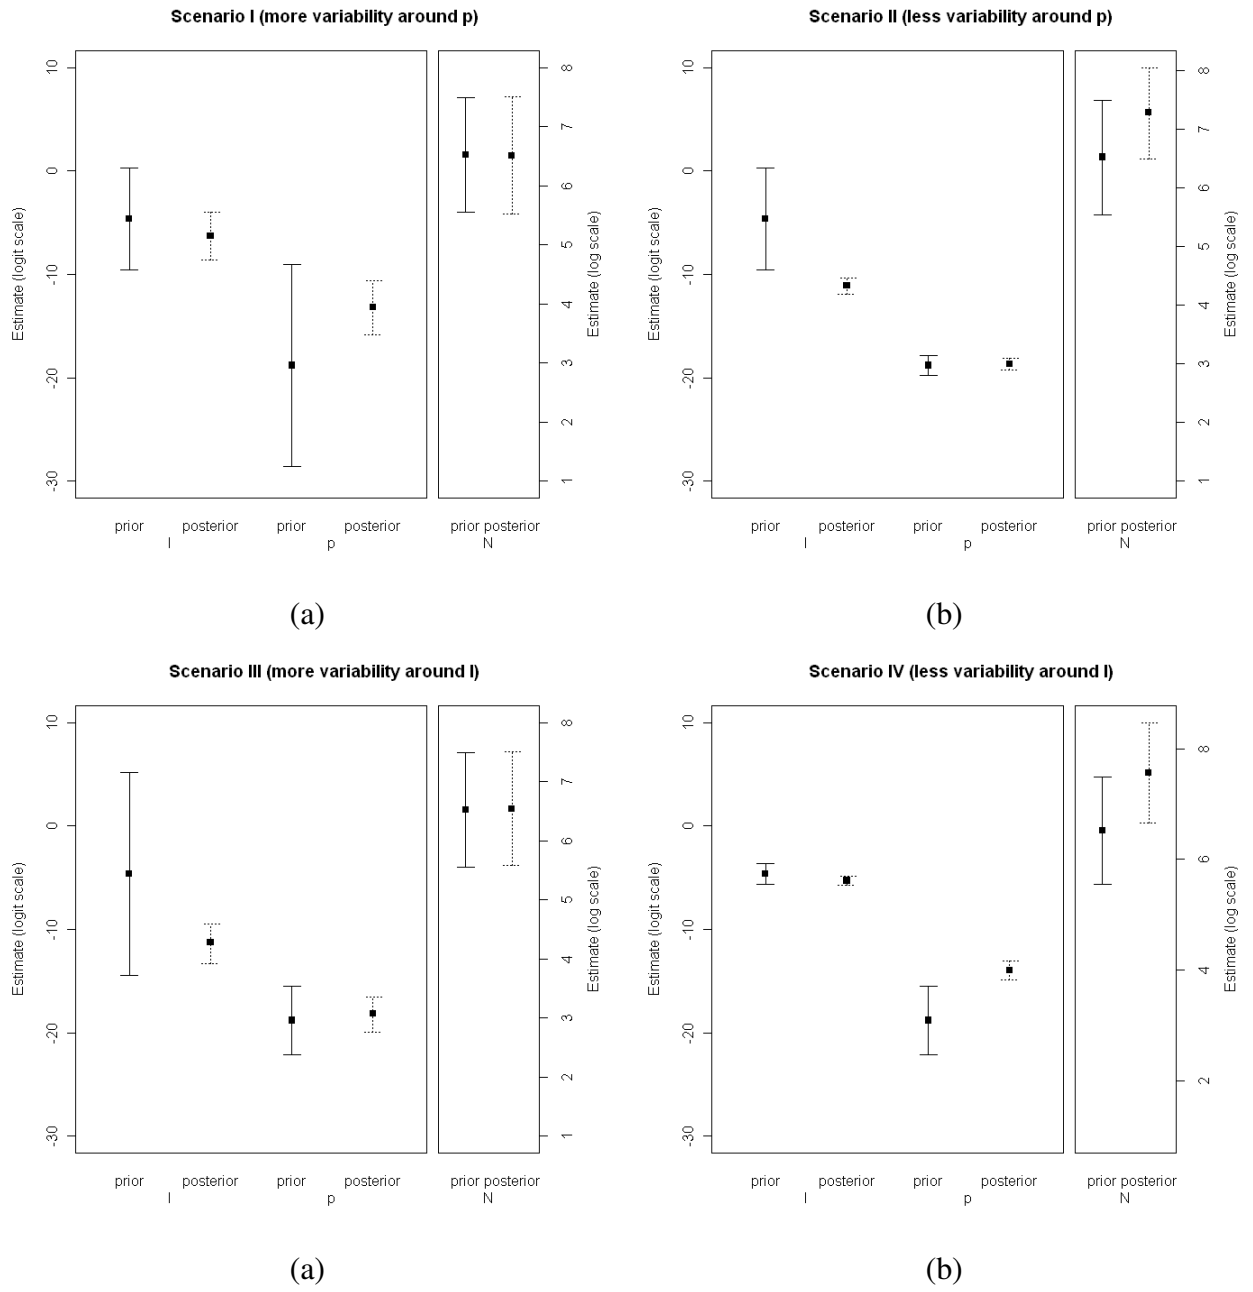 Scenario I (more variability around p)
Estimate (logit scale)
10
0
-10
-20
-30
8
7
6
5
4
3
2
1
Estimate (log scale)
prior posterior prior posterior prior posterior
l p N
(a)
Scenario II (less variability around p)
Estimate (logit scale)
10
0
-10
-20
-30
8
7
6
5
4
3
2
1
Estimate (log scale)
prior posterior prior posterior prior posterior
l p N
(b)
Scenario III (more variability around l)
Estimate (logit scale)
10
0
-10
-20
-30
8
7
6
5
4
3
2
1
Estimate (log scale)
prior posterior prior posterior prior posterior
l p N
(a)
Scenario IV (less variability around l)
Estimate (logit scale)
10
0
-10
-20
-30
8
6
4
2
Estimate (log scale)
prior posterior prior posterior prior posterior
l p N
(b)